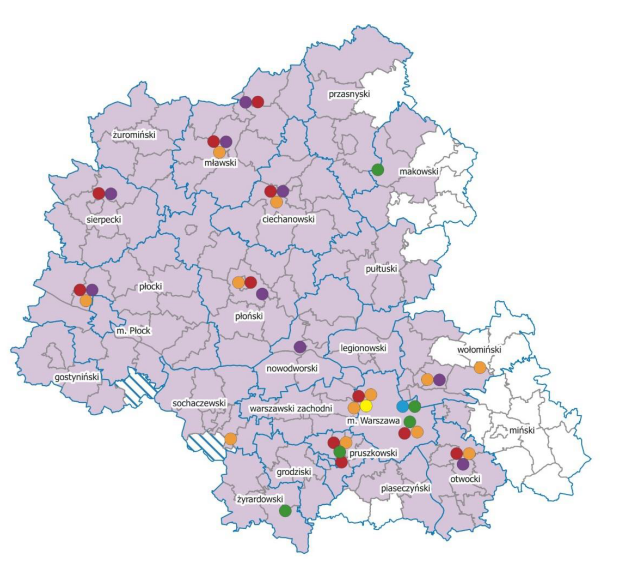 przasnyski
żuromiński
mławski
makowski
sierpecki
ciechanowski
pułtuski
płocki
płoński
m. Płock
legionowski
wołomiński
nowodworski
gostyniński
sochaczewski
warszawski zachodni
m. Warszawa
miński
pruszkowski
grodziski
otwocki
piaseczyński
żyrardowski